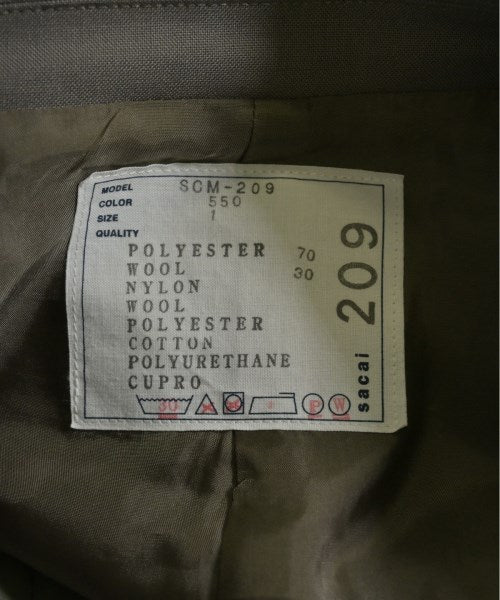 MODEL SCM-209
COLOR 550
SIZE 1
QUALITY
POLYESTER 70
WOOL 30
NYLON
WOOL
POLYESTER
COTTON
POLYURETHANE
CUPRO
30 P W
sacai 209